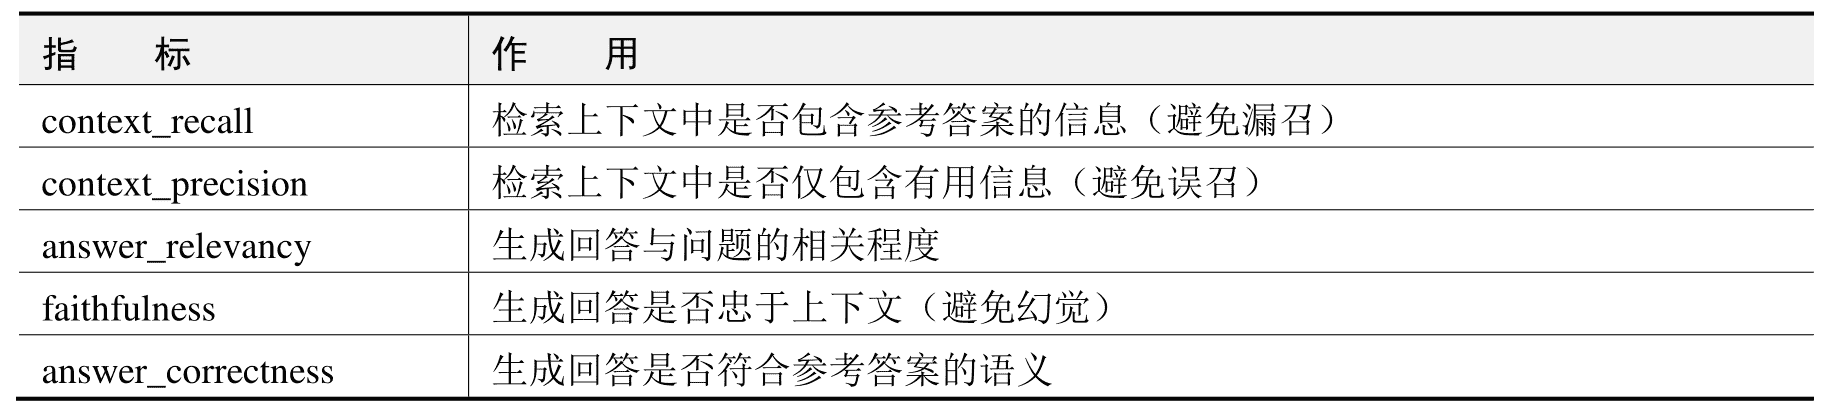 指 标 作 用
context_recall 检索上下文中是否包含参考答案的信息（避免漏召）
context_precision 检索上下文中是否仅包含有用信息（避免误召）
answer_relevancy 生成回答与问题的相关程度
faithfulness 生成回答是否忠于上下文（避免幻觉）
answer_correctness 生成回答是否符合参考答案的语义